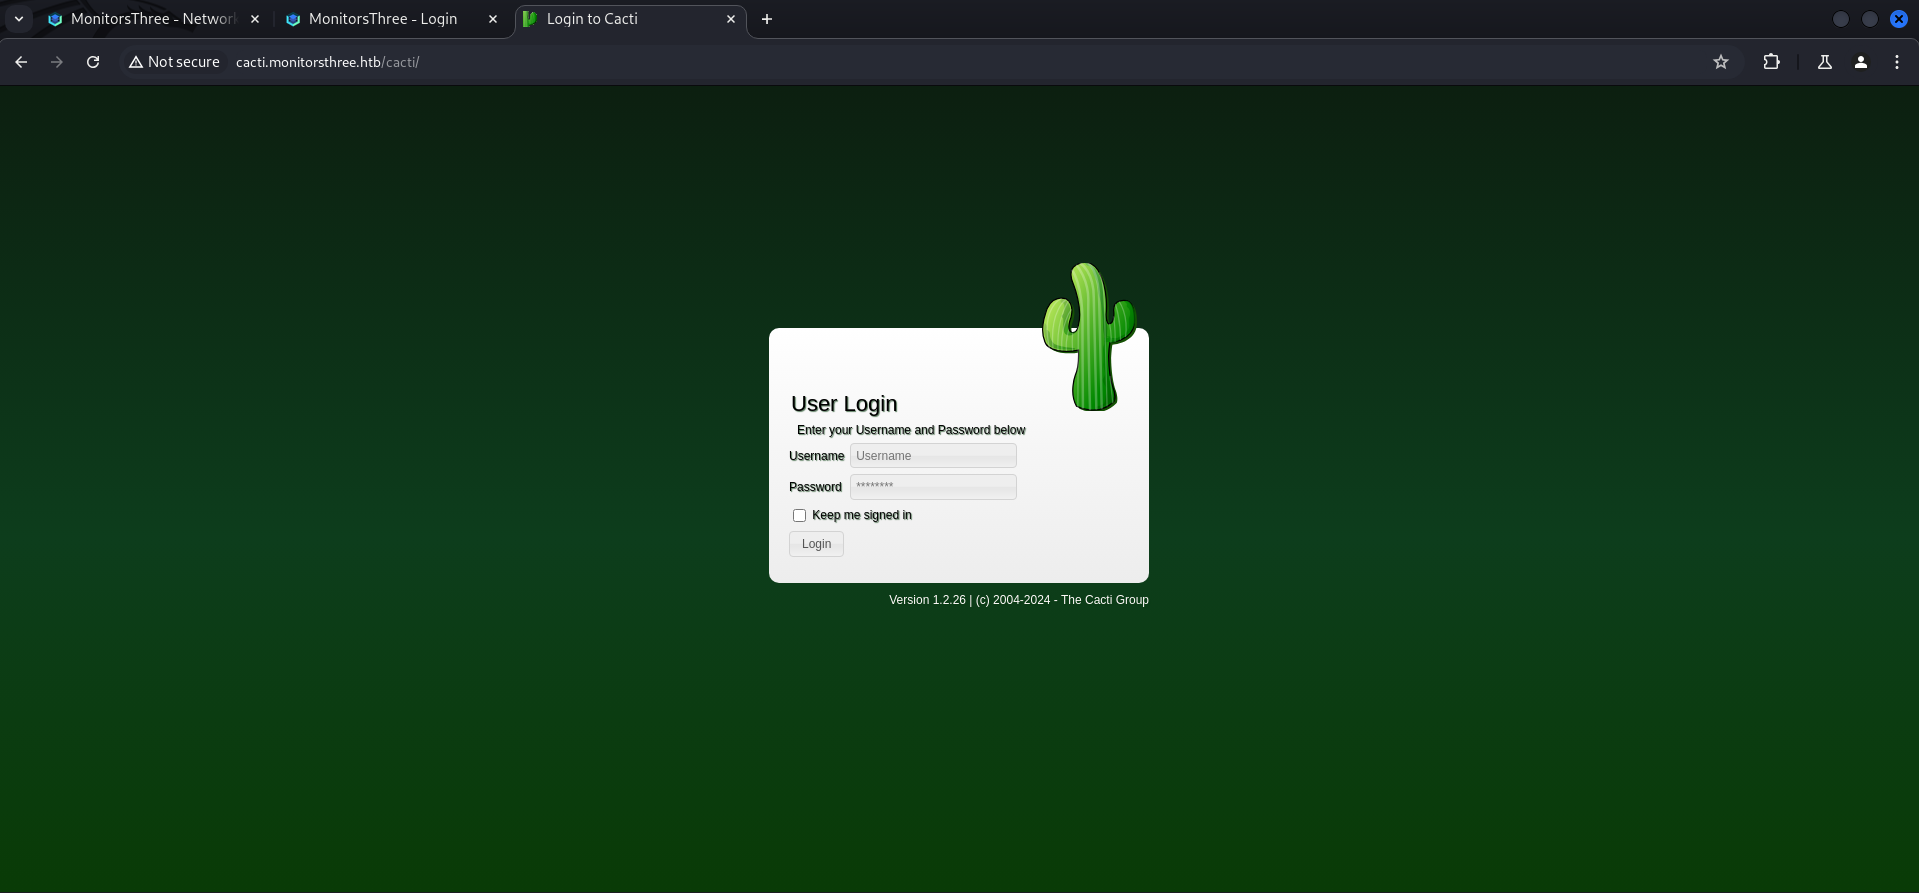 MonitorsThree - Network
MonitorsThree - Login
Login to Cacti
Not secure
cacti.monitorsthree.htb/cacti/
User Login
Enter your Username and Password below
Username Username
Password ********
Keep me signed in
Login
Version 1.2.26 | (c) 2004-2024 - The Cacti Group